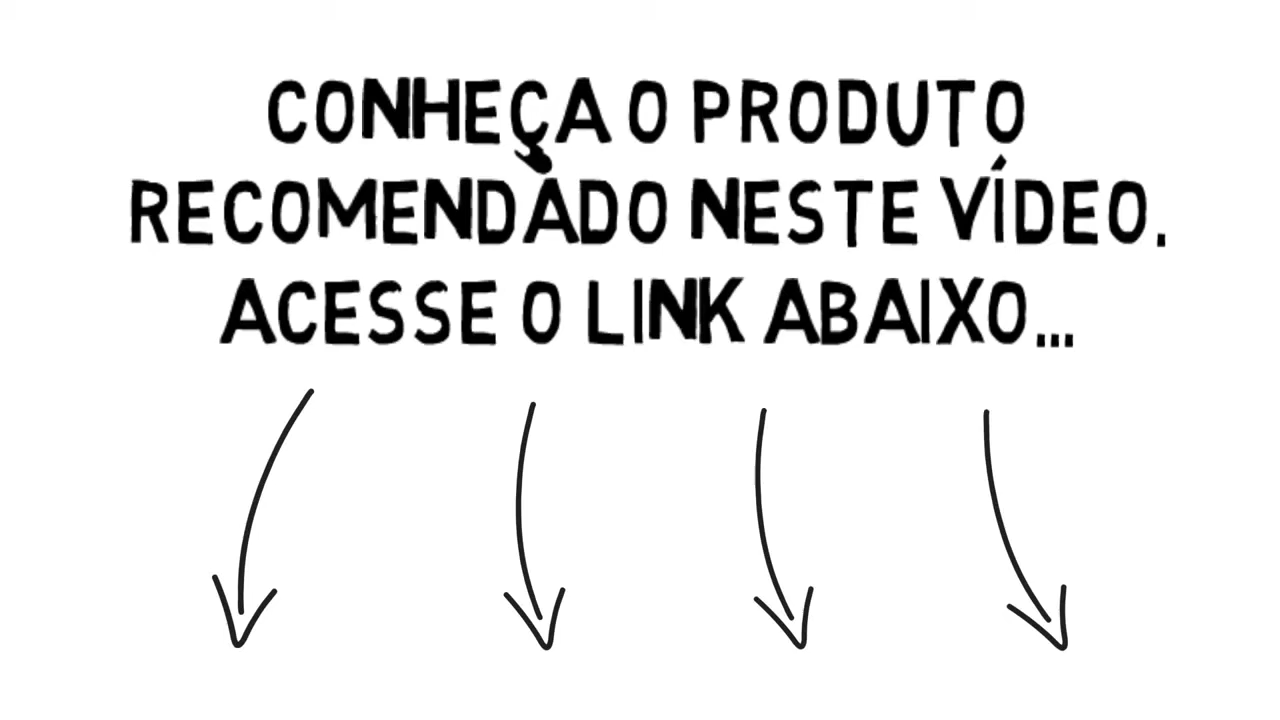 CONHEÇA O PRODUTO
RECOMENDADO NESTE VÍDEO.
ACESSE O LINK ABAIXO...